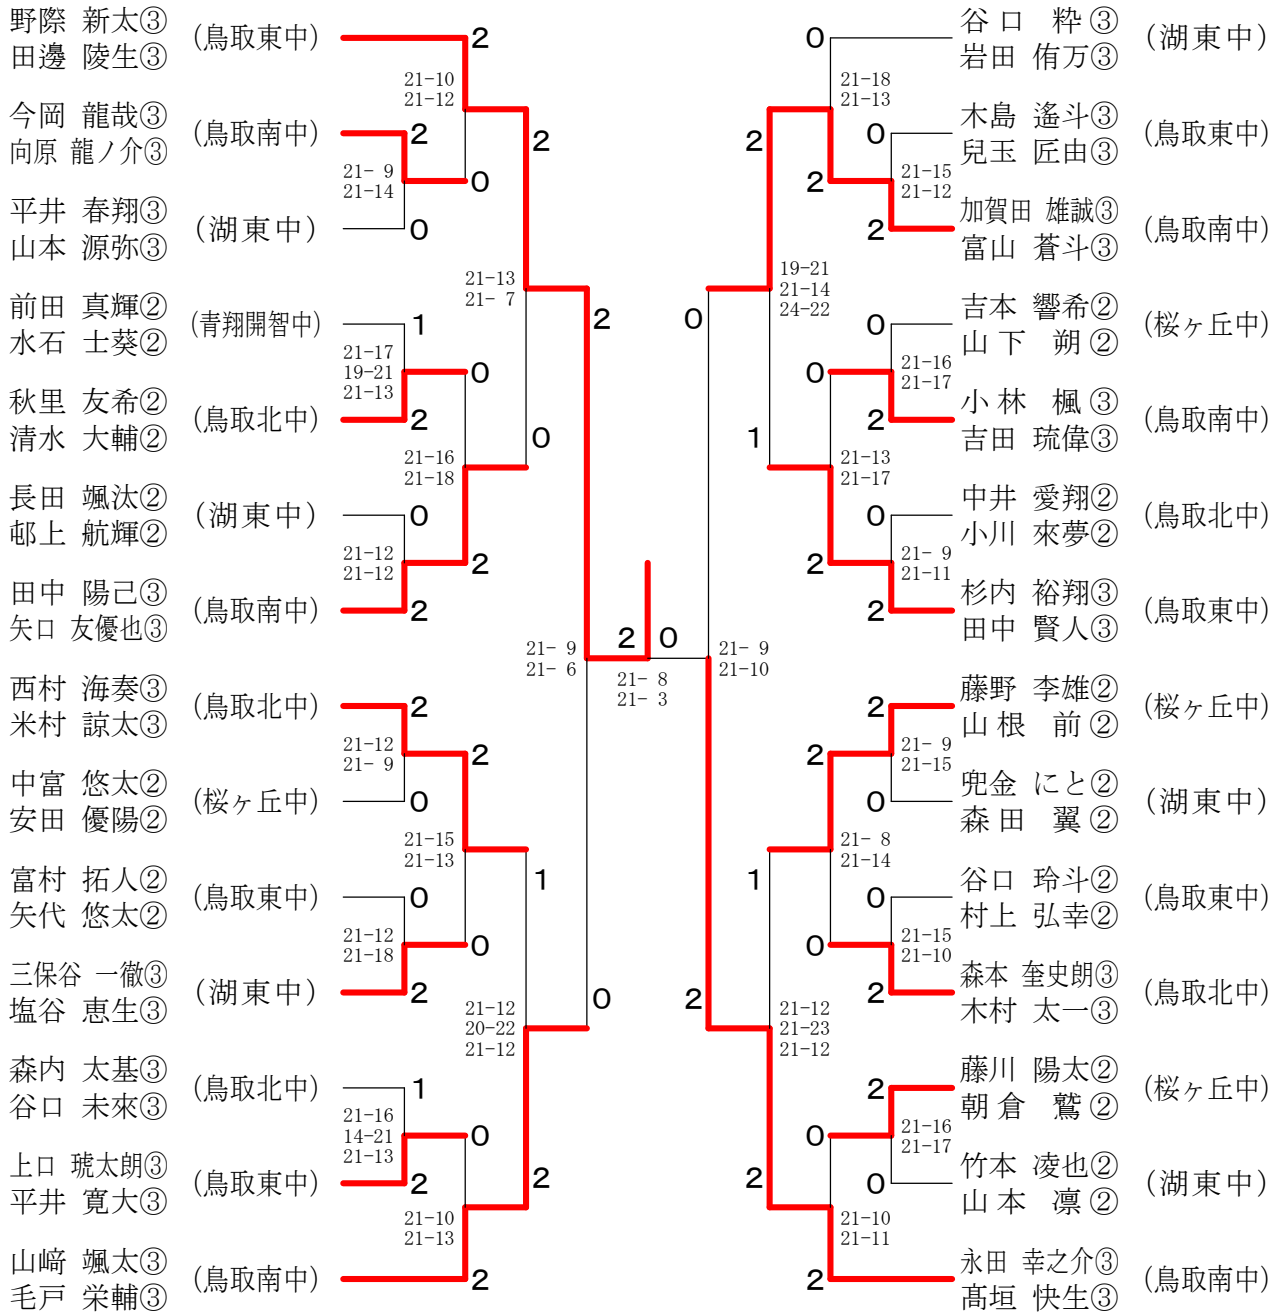 野際 新太③
田邊 陵生③
(鳥取東中)
2
21-10
21-12
今岡 龍哉③
向原 龍ノ介③
(鳥取南中)
2
21- 9
21-14
0
平井 春翔③
山本 源弥③
(湖東中)
0
2
21-13
21- 7
前田 真輝②
水石 士葵②
(青翔開智中)
1
21-17
19-21
21-13
秋里 友希②
清水 大輔②
(鳥取北中)
2
0
21-16
21-18
0
長田 颯汰②
邨上 航輝②
(湖東中)
0
21-12
21-12
2
田中 陽己③
矢口 友優也③
(鳥取南中)
2
2
21- 9
21- 6
西村 海奏③
米村 諒太③
(鳥取北中)
2
21-12
21- 9
2
中富 悠太②
安田 優陽②
(桜ヶ丘中)
0
21-15
21-13
1
富村 拓人②
矢代 悠太②
(鳥取東中)
0
21-12
21-18
0
三保谷 一徹③
塩谷 恵生③
(湖東中)
2
21-12
20-22
21-12
0
森内 太基③
谷口 未來③
(鳥取北中)
1
21-16
14-21
21-13
0
上口 琥太朗③
平井 寛大③
(鳥取東中)
2
21-10
21-13
2
山﨑 颯太③
毛戸 栄輔③
(鳥取南中)
2
2 0
21- 8
21- 3
谷口 粋③
岩田 侑万③
(湖東中)
0
21-18
21-13
木島 遙斗③
兒玉 匠由③
(鳥取東中)
0
21-15
21-12
2
加賀田 雄誠③
富山 蒼斗③
(鳥取南中)
2
2
19-21
21-14
24-22
吉本 響希②
山下 朔②
(桜ヶ丘中)
0
21-16
21-17
0
小林 楓③
吉田 琉偉③
(鳥取南中)
2
21-13
21-17
1
中井 愛翔②
小川 來夢②
(鳥取北中)
0
21- 9
21-11
2
杉内 裕翔③
田中 賢人③
(鳥取東中)
2
0
21- 9
21-10
藤野 李雄②
山根 前②
(桜ヶ丘中)
2
21- 9
21-15
2
兜金 にと②
森田 翼②
(湖東中)
0
21- 8
21-14
1
谷口 玲斗②
村上 弘幸②
(鳥取東中)
0
21-15
21-10
0
森本 奎史朗③
木村 太一③
(鳥取北中)
2
2
21-12
21-23
21-12
藤川 陽太②
朝倉 鷲②
(桜ヶ丘中)
2
21-16
21-17
0
竹本 凌也②
山本 凛②
(湖東中)
0
21-10
21-11
2
永田 幸之介③
髙垣 快生③
(鳥取南中)
2